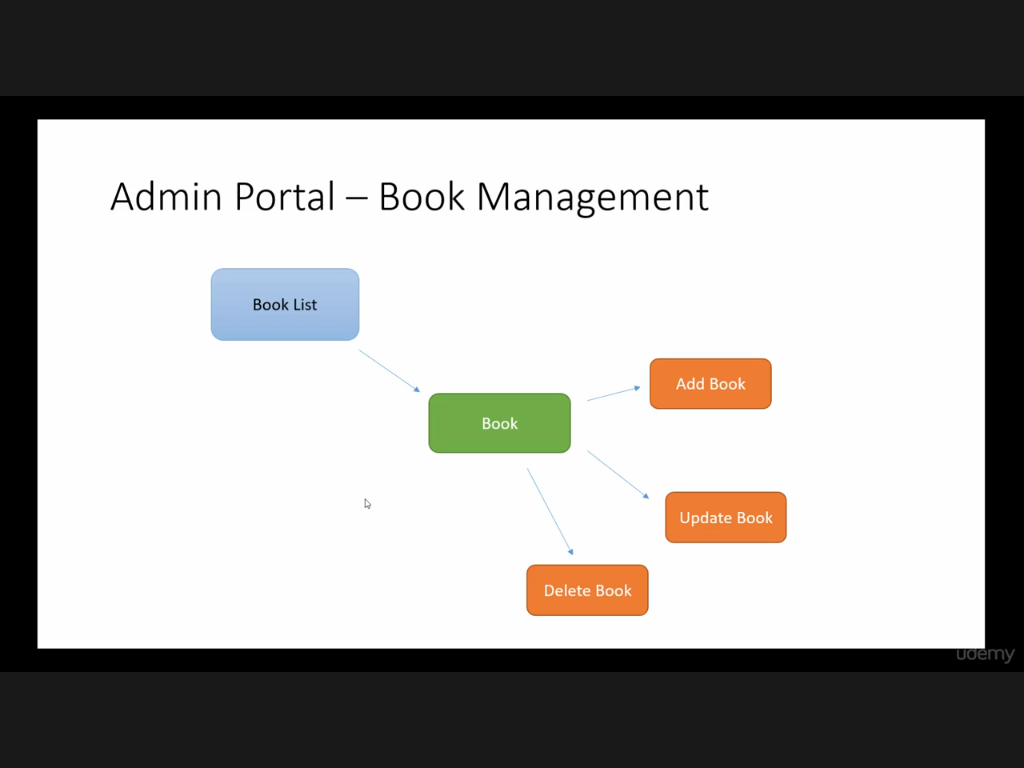 Admin Portal – Book Management
Book List
Add Book
Book
Update Book
Delete Book
udemy